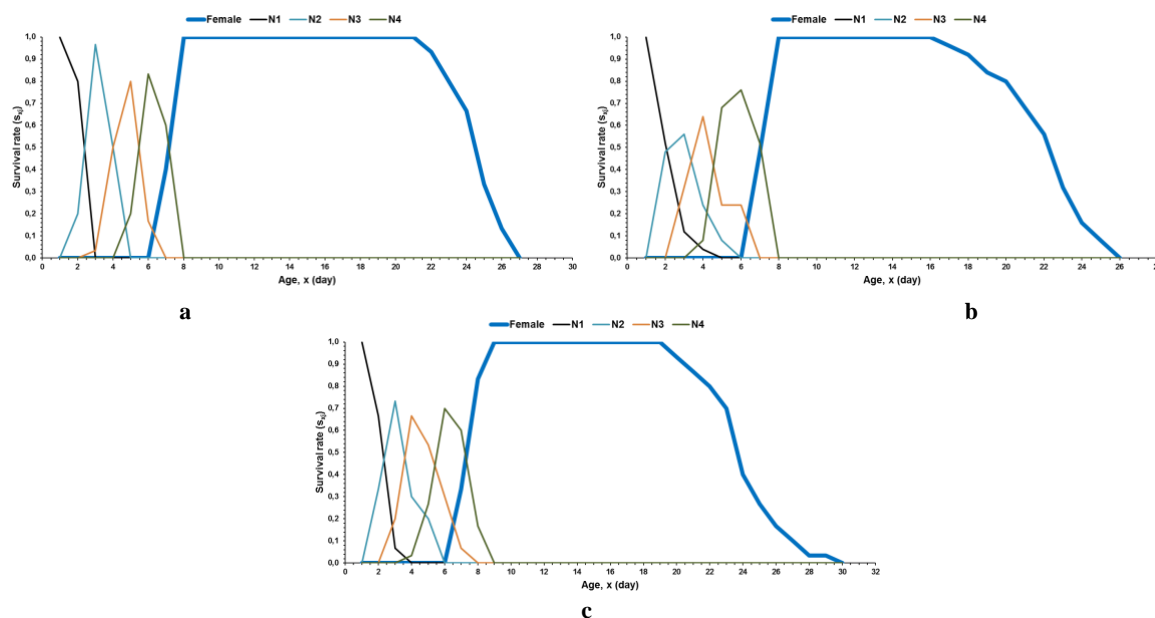 Female N1 N2 N3 N4
Survival rate (sxj)
1,0
0,9
0,8
0,7
0,6
0,5
0,4
0,3
0,2
0,1
0,0
0 2 4 6 8 10 12 14 16 18 20 22 24 26 28 30
Age, x (day)
a
Female N1 N2 N3 N4
Survival rate (sxj)
1,0
0,9
0,8
0,7
0,6
0,5
0,4
0,3
0,2
0,1
0,0
0 2 4 6 8 10 12 14 16 18 20 22 24 26 28
Age, x (day)
b
Female N1 N2 N3 N4
Survival rate (sxj)
1,0
0,9
0,8
0,7
0,6
0,5
0,4
0,3
0,2
0,1
0,0
0 2 4 6 8 10 12 14 16 18 20 22 24 26 28 30 32
Age, x (day)
c